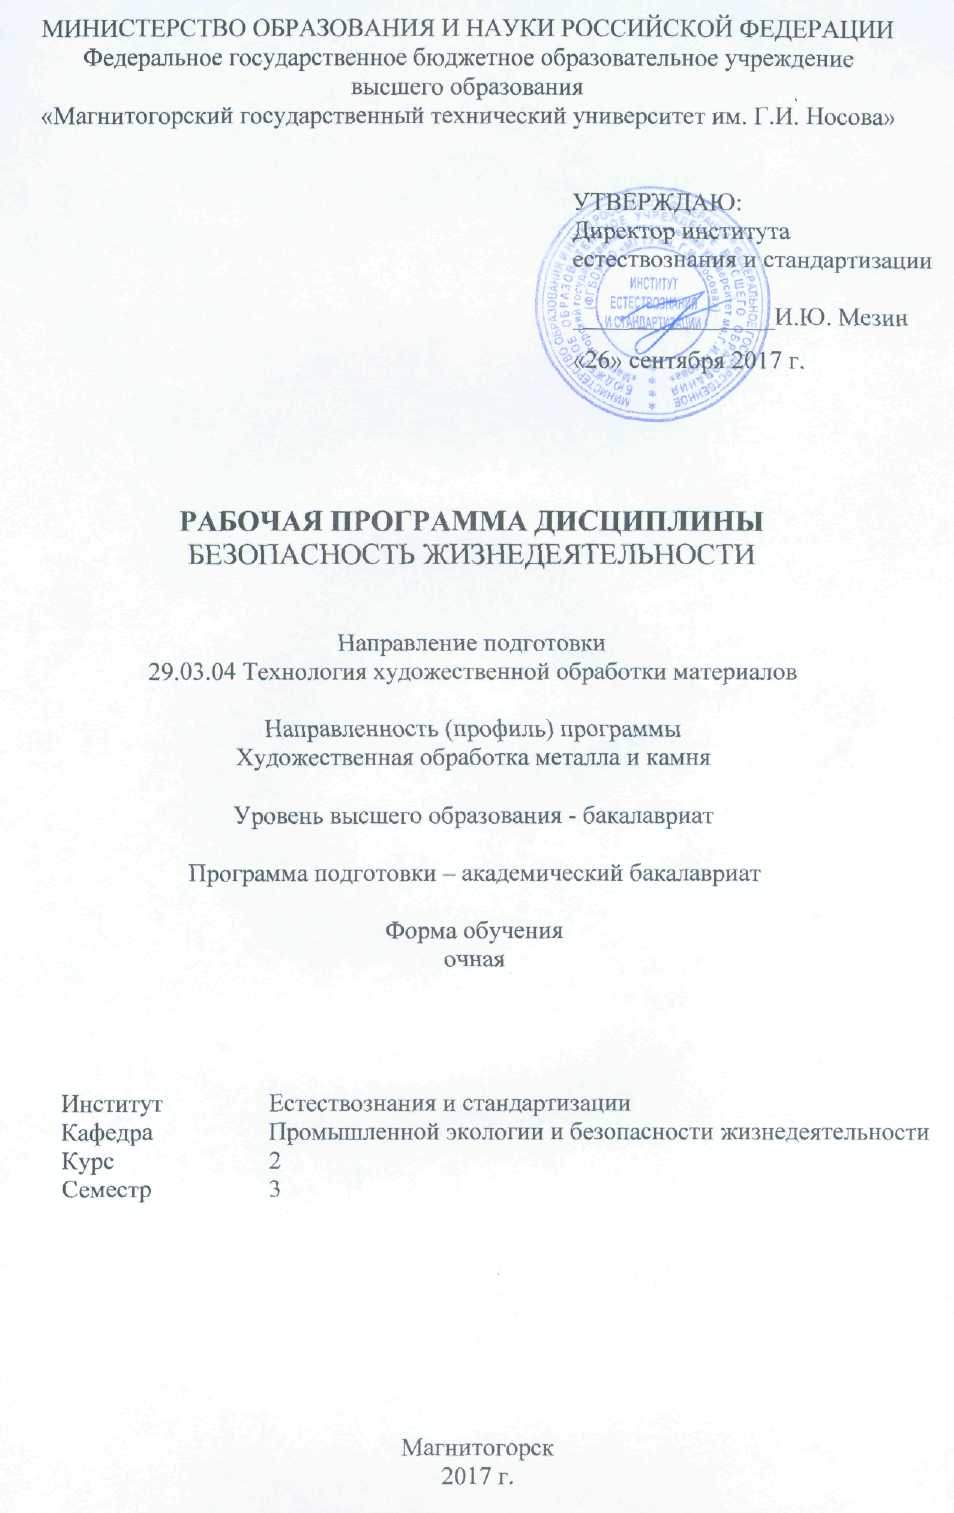 МИНИСТЕРСТВО ОБРАЗОВАНИЯ И НАУКИ РОССИЙСКОЙ ФЕДЕРАЦИИ
Федеральное государственное бюджетное образовательное учреждение
высшего образования
«Магнитогорский государственный технический университет им. Г.И. Носова»
УТВЕРЖДАЮ:
Директор института
естествознания и стандартизации
ИНСТИТУТ
ЕСТЕСТВОЗНАНИЯ
И СТАНДАРТИЗАЦИИ
И.Ю. Мезин
«26» сентября 2017 г.
РАБОЧАЯ ПРОГРАММА ДИСЦИПЛИНЫ
БЕЗОПАСНОСТЬ ЖИЗНЕДЕЯТЕЛЬНОСТИ
Направление подготовки
29.03.04 Технология художественной обработки материалов
Направленность (профиль) программы
Художественная обработка металла и камня
Уровень высшего образования - бакалавриат
Программа подготовки – академический бакалавриат
Форма обучения
очная
Институт Естествознания и стандартизации
Кафедра Промышленной экологии и безопасности жизнедеятельности
Курс 2
Семестр 3
Магнитогорск
2017 г.